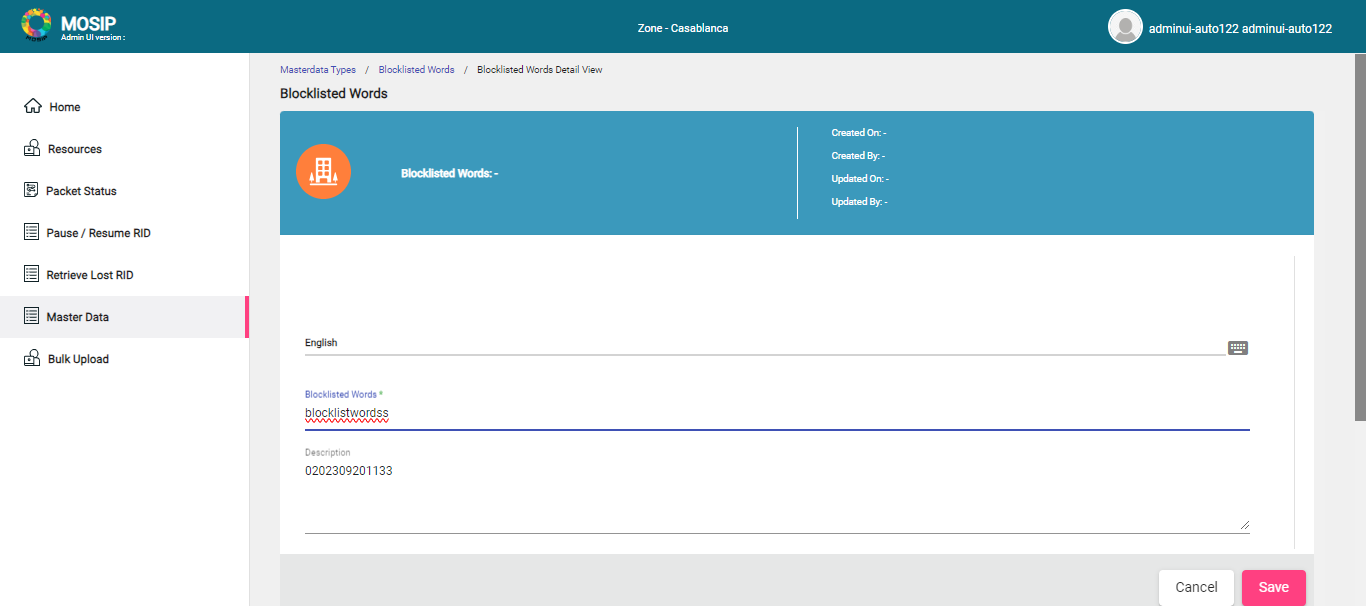 MOSIP
Admin UI version :
Zone - Casablanca
adminui-auto122 adminui-auto122
Home
Resources
Packet Status
Pause / Resume RID
Retrieve Lost RID
Master Data
Bulk Upload
Masterdata Types / Blocklisted Words / Blocklisted Words Detail View
Blocklisted Words
Blocklisted Words: -
Created On: -
Created By: -
Updated On: -
Updated By: -
English
Blocklisted Words *
blocklistwordss
Description
0202309201133
Cancel
Save